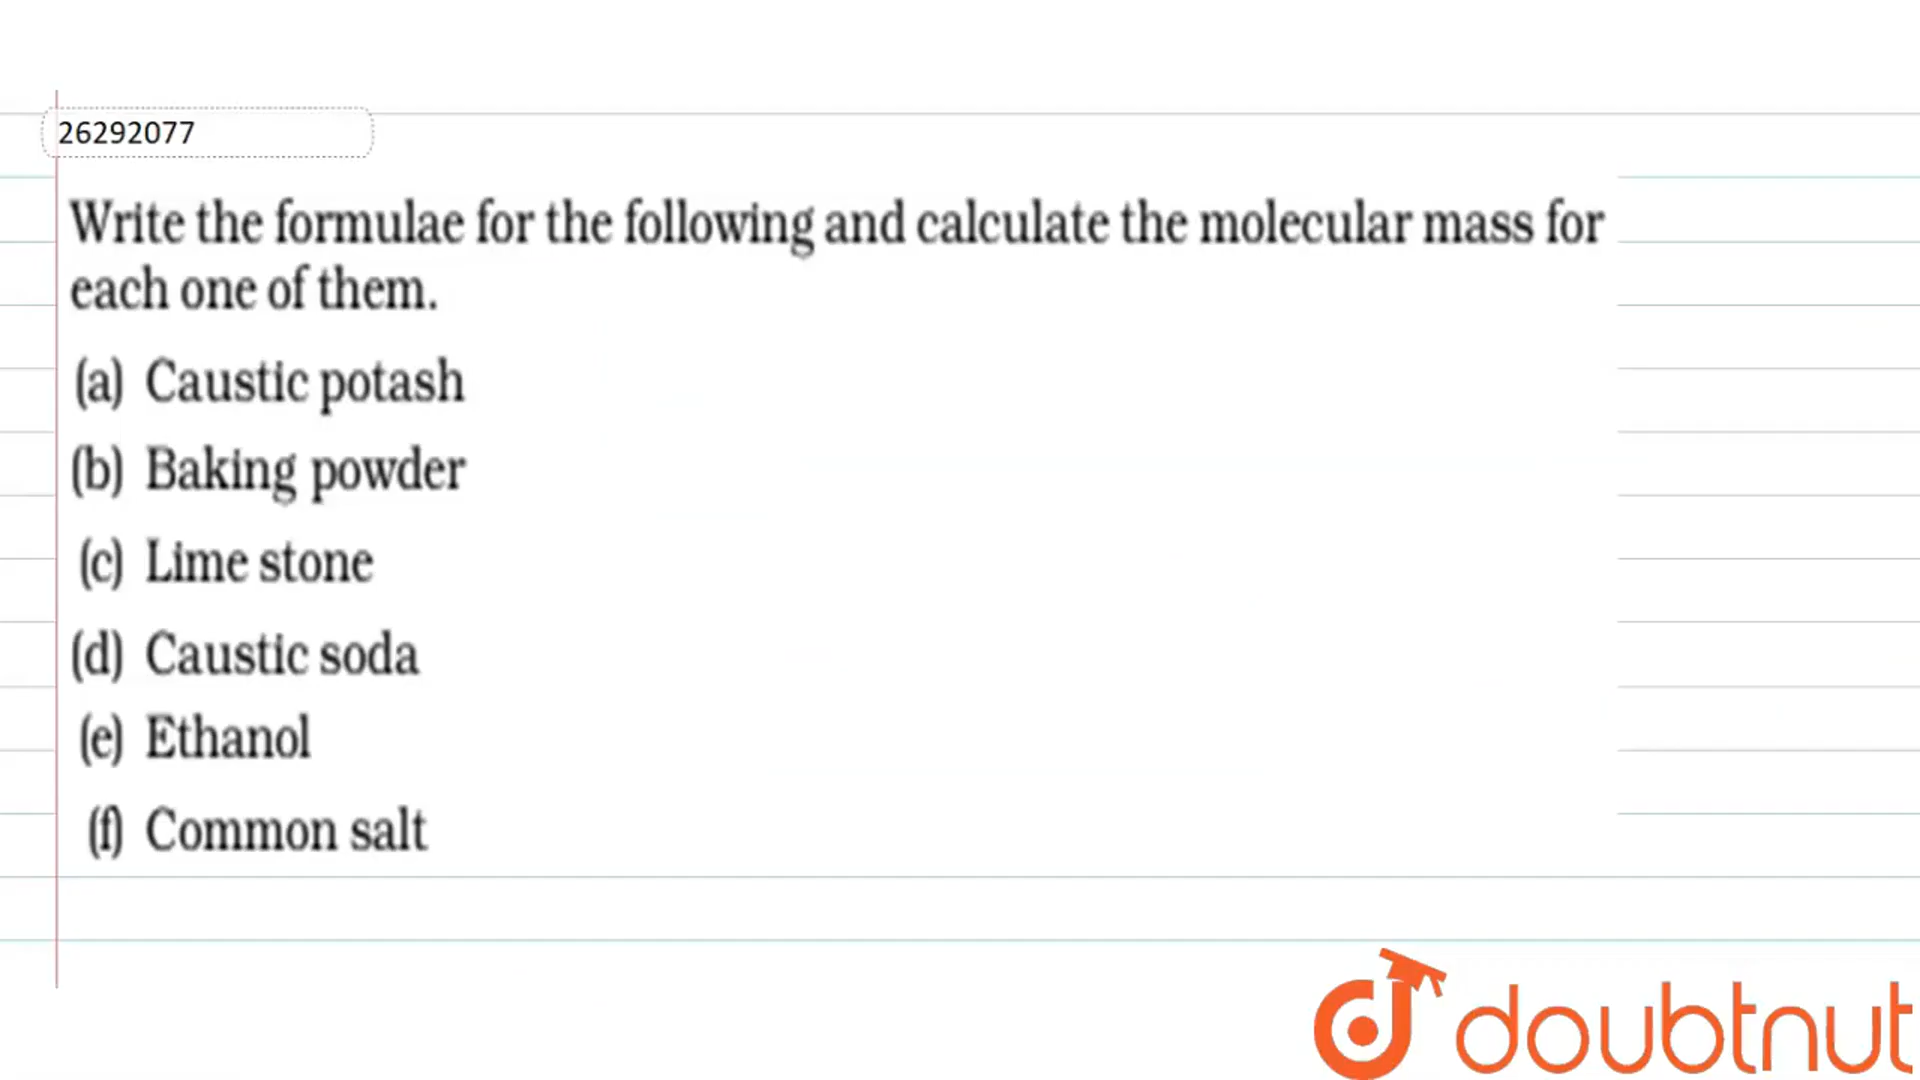 26292077
Write the formulae for the following and calculate the molecular mass for
each one of them.
(a) Caustic potash
(b) Baking powder
(c) Lime stone
(d) Caustic soda
(e) Ethanol
(f) Common salt
doubtnut